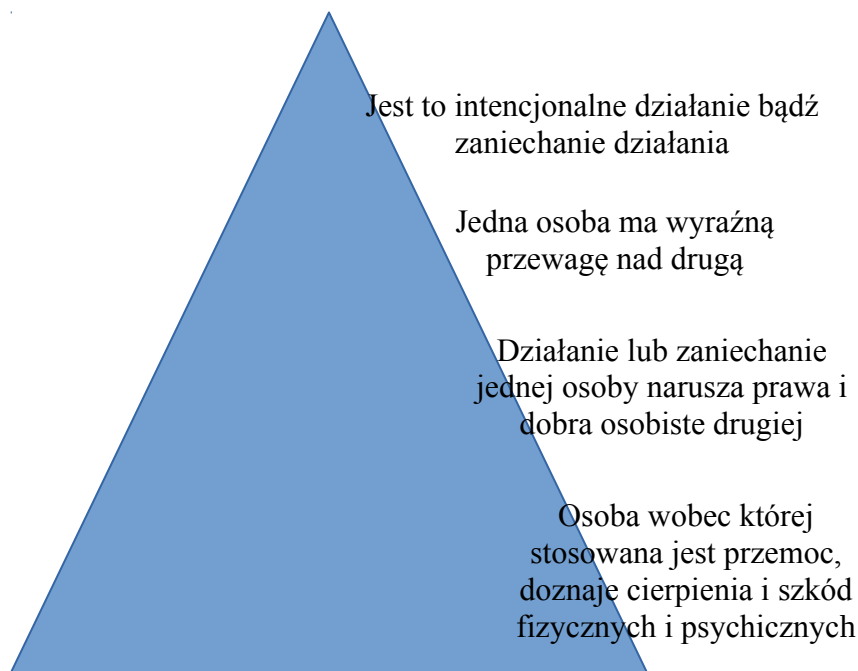 Jest to intencjonalne działanie bądź
zaniechanie działania
Jedna osoba ma wyraźną
przewagę nad drugą
Działanie lub zaniechanie
jednej osoby narusza prawa i
dobra osobiste drugiej
Osoba wobec której
stosowana jest przemoc,
doznaje cierpienia i szkód
fizycznych i psychicznych